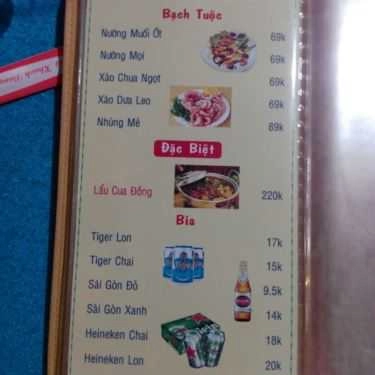 Bạch Tuộc
Nướng Muối Ớt 69k
Nướng Mọi 69k
Xào Chua Ngọt 69k
Xào Dưa Leo 69k
Nhúng Mẻ 89k
Đặc Biệt
Lẩu Cua Đồng 220k
Bia
Tiger Lon 17k
Tiger Chai 15k
Sài Gòn Đỏ 9.5k
Sài Gòn Xanh 14k
Heineken Chai 18k
Heineken Lon 20k